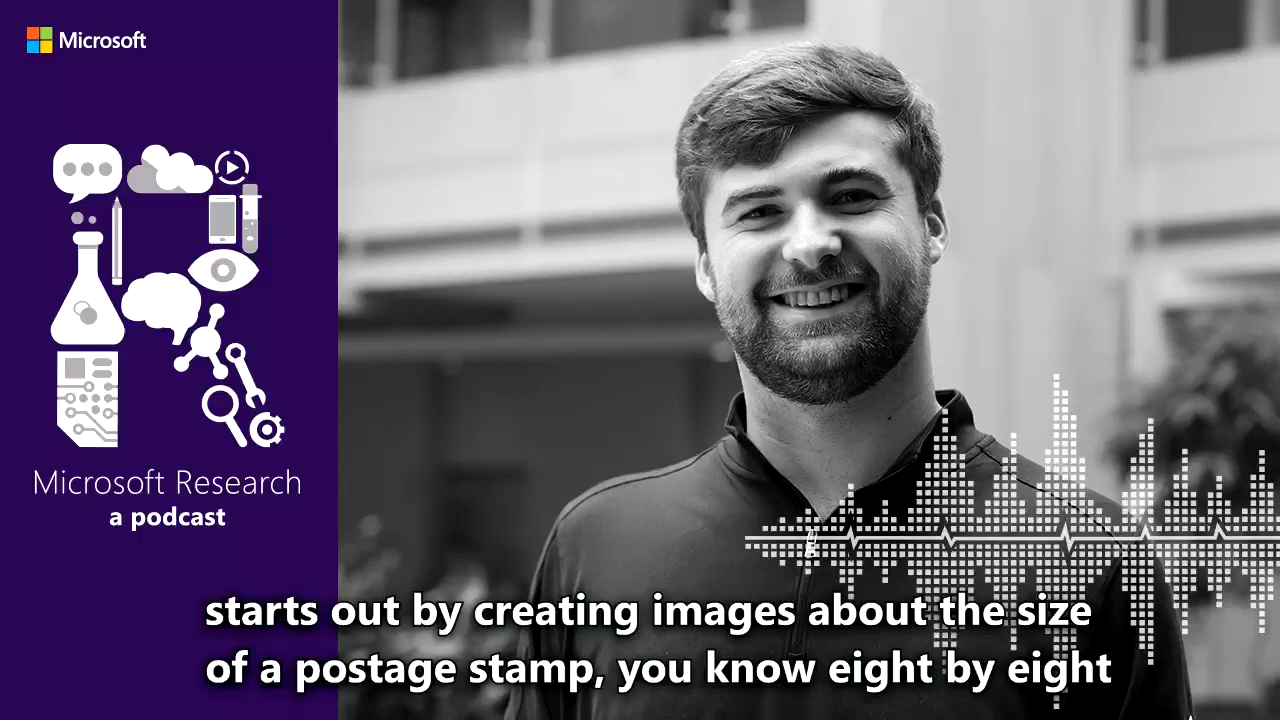 Microsoft
Microsoft Research
a podcast
starts out by creating images about the size
of a postage stamp, you know eight by eight